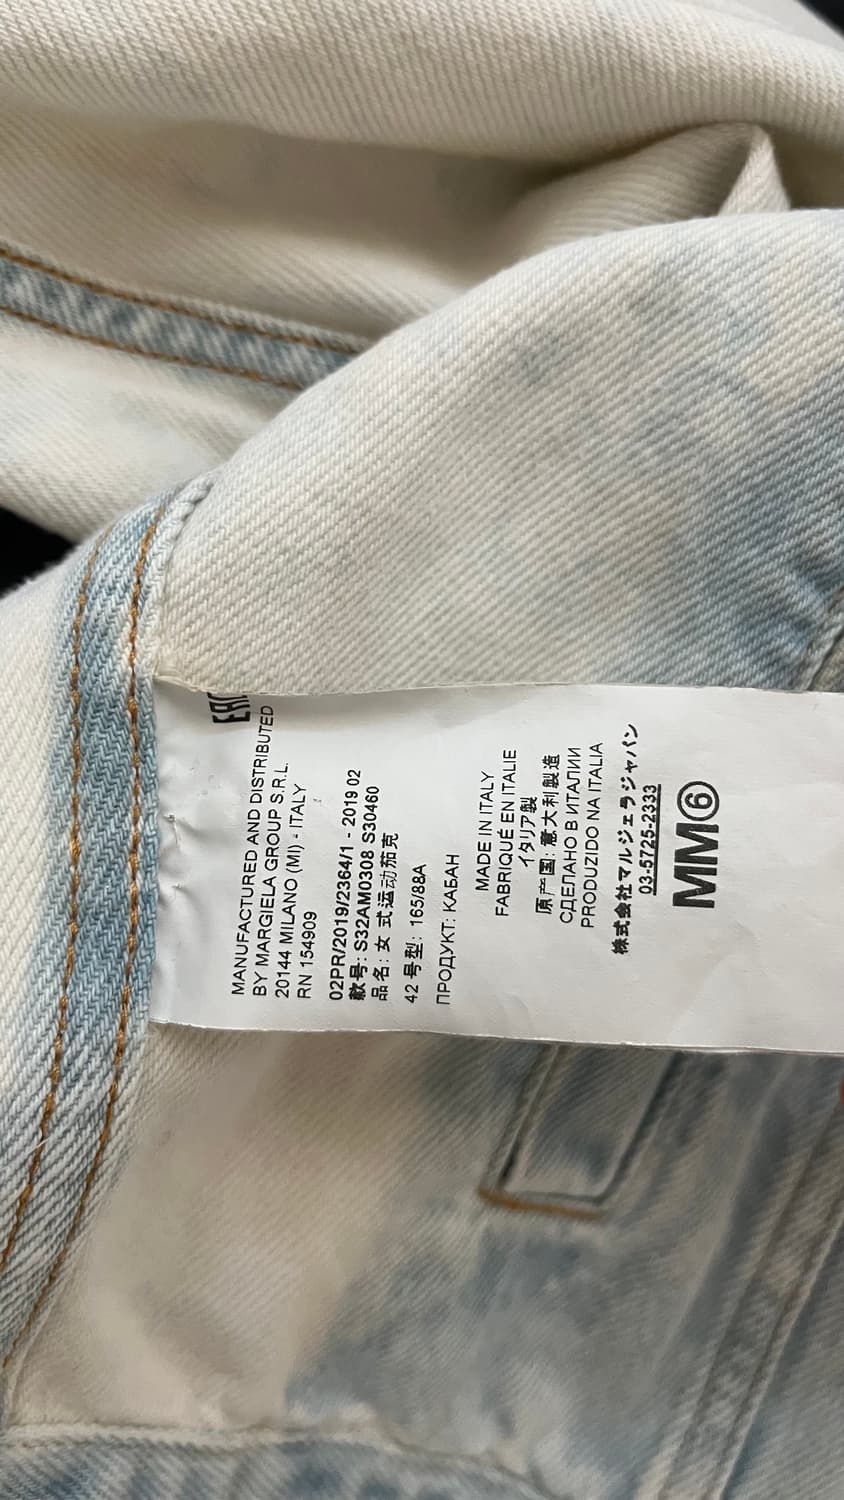 EAC
MANUFACTURED AND DISTRIBUTED
BY MARGIELA GROUP S.R.L.
20144 MILANO (MI) - ITALY
RN 154909
02PR/2019/2364/1 - 2019 02
款号: S32AM0308 S30460
品名: 女 式运动茄克
42 号型: 165/88A
ПРОДУКТ: КАБАН
MADE IN ITALY
FABRIQUÉ EN ITALIE
イタリア製
原产国: 意大利製造
СДЕЛАНО В ИТАЛИИ
PRODUZIDO NA ITALIA
株式会社マルジェラジャパン
03-5725-2333
MM⑥